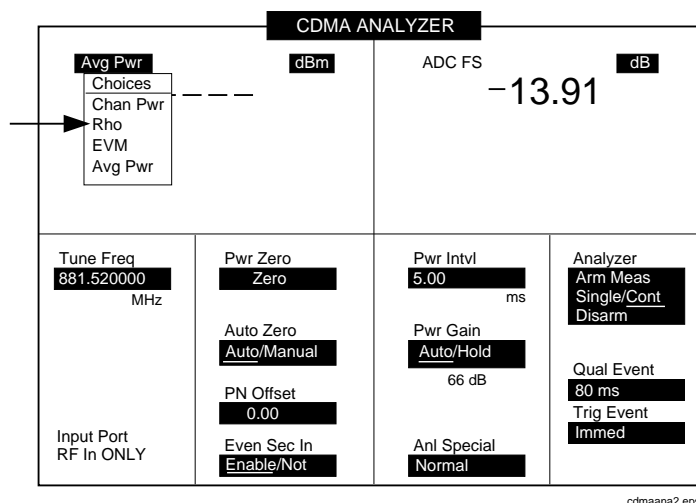 CDMA ANALYZER
Avg Pwr
dBm
Choices
Chan Pwr
Rho
EVM
Avg Pwr
ADC FS
dB
−13.91
Tune Freq
881.520000
MHz
Input Port
RF In ONLY
Pwr Zero
Zero
Auto Zero
Auto/Manual
PN Offset
0.00
Even Sec In
Enable/Not
Pwr Intvl
5.00
ms
Pwr Gain
Auto/Hold
66 dB
Anl Special
Normal
Analyzer
Arm Meas
Single/Cont
Disarm
Qual Event
80 ms
Trig Event
Immed
cdmaana2.eps